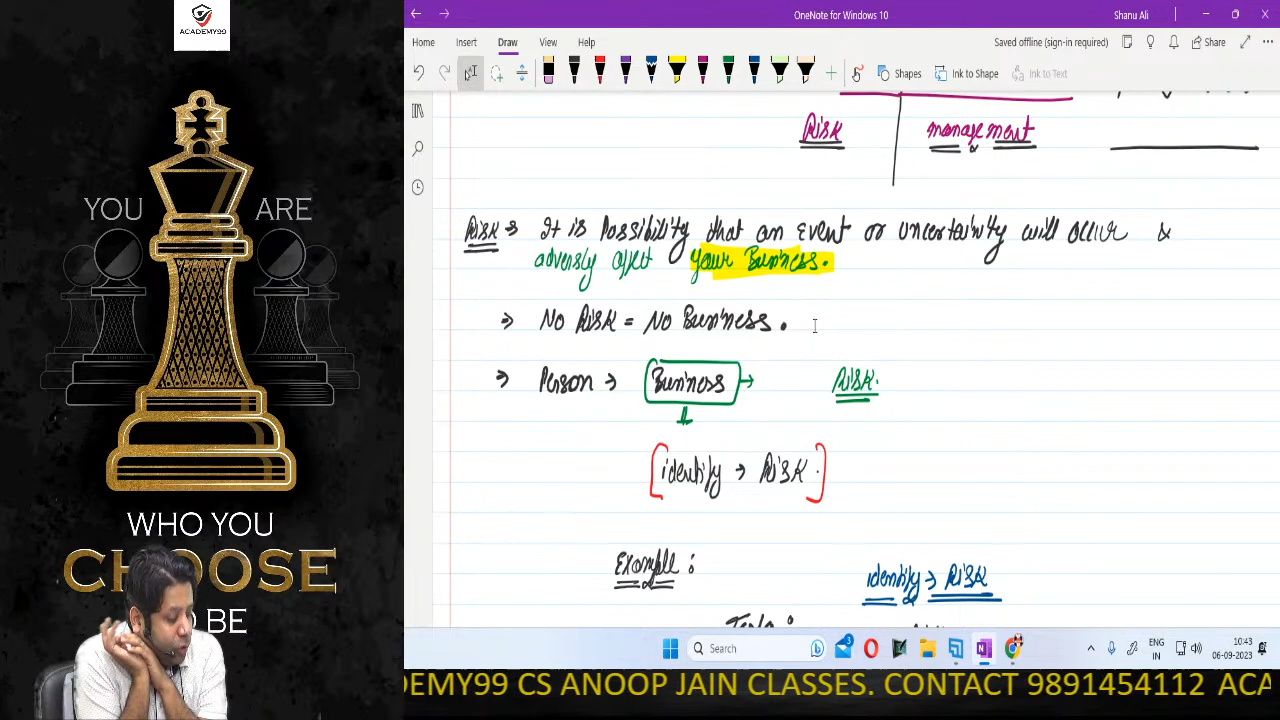 ACADEMY99
YOU ARE
WHO YOU
CHOOSE
TO BE
OneNote for Windows 10
Shanu Ali
Home Insert Draw View Help
Saved offline (sign-in required)
Share
Shapes
Ink to Shape
Ink to Text
Risk management
Risk → It is Possibility that an Event or uncertainity will occur &
adversly affect your Business.
→ No Risk = No Business.
→ Person → Business → Risk.
[identify → Risk.]
Example :
identify → Risk
Search
3
ENG
IN
10:43
06-09-2023
DEMY99 CS ANOOP JAIN CLASSES. CONTACT 9891454112 ACA